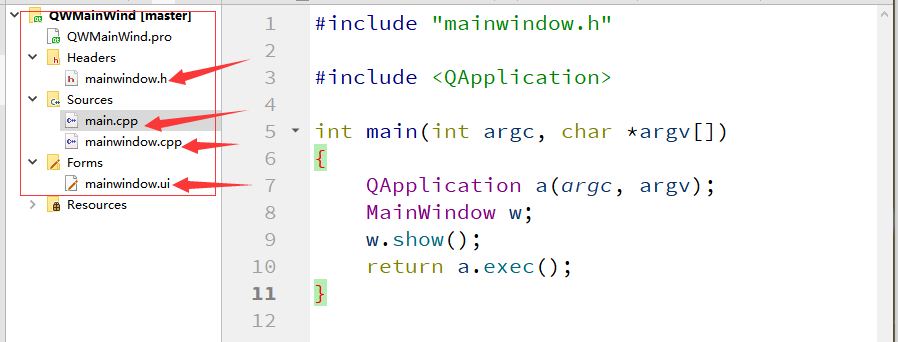 QWMainWind [master]
QWMainWind.pro
Headers
mainwindow.h
Sources
main.cpp
mainwindow.cpp
Forms
mainwindow.ui
Resources
1 #include "mainwindow.h"
2
3 #include <QApplication>
4
5 int main(int argc, char *argv[])
6 {
7     QApplication a(argc, argv);
8     MainWindow w;
9     w.show();
10     return a.exec();
11 }
12